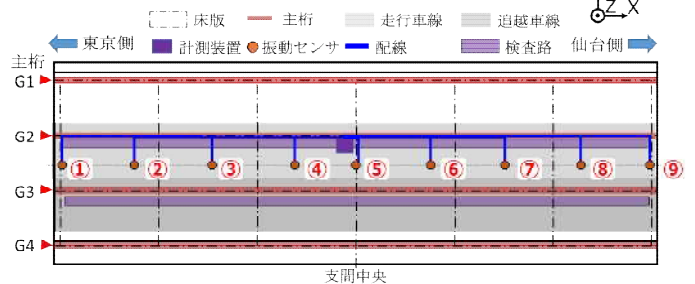 床版 主桁 走行車線 追越車線 Z X
東京側 計測装置 振動センサ 配線 検査路 仙台側
主桁
G1
G2
① ② ③ ④ ⑤ ⑥ ⑦ ⑧ ⑨
G3
G4
支間中央